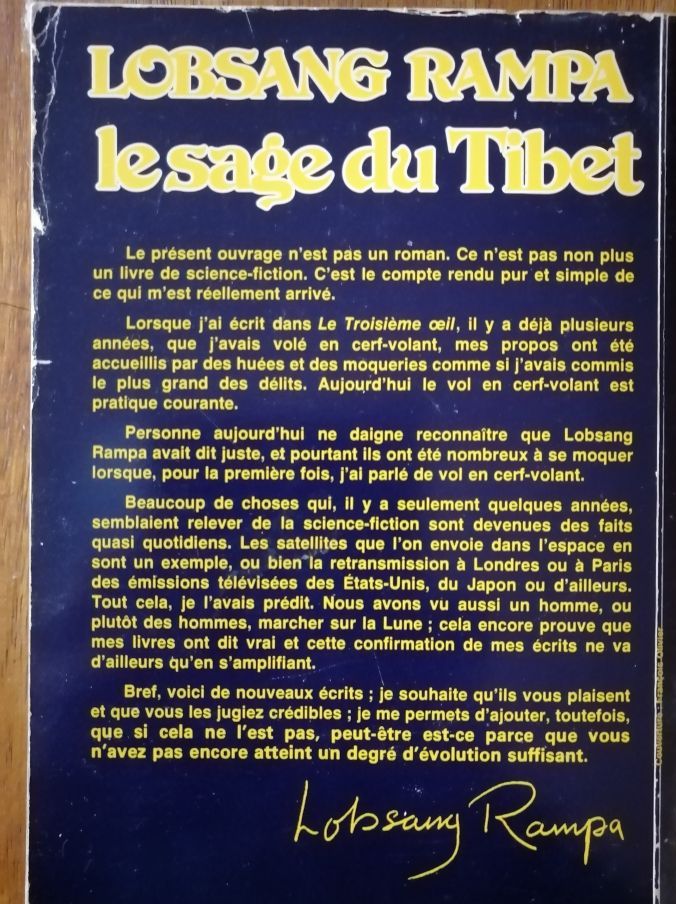 LOBSANG RAMPA
le sage du Tibet
Le présent ouvrage n'est pas un roman. Ce n'est pas non plus
un livre de science-fiction. C'est le compte rendu pur et simple de
ce qui m'est réellement arrivé.
Lorsque j'ai écrit dans Le Troisième œil, il y a déjà plusieurs
années, que j'avais volé en cerf-volant, mes propos ont été
accueillis par des huées et des moqueries comme si j'avais commis
le plus grand des délits. Aujourd'hui le vol en cerf-volant est
pratique courante.
Personne aujourd'hui ne daigne reconnaître que Lobsang
Rampa avait dit juste, et pourtant ils ont été nombreux à se moquer
lorsque, pour la première fois, j'ai parlé de vol en cerf-volant.
Beaucoup de choses qui, il y a seulement quelques années,
semblaient relever de la science-fiction sont devenues des faits
quasi quotidiens. Les satellites que l'on envoie dans l'espace en
sont un exemple, ou bien la retransmission à Londres ou à Paris
des émissions télévisées des États-Unis, du Japon ou d'ailleurs.
Tout cela, je l'avais prédit. Nous avons vu aussi un homme, ou
plutôt des hommes, marcher sur la Lune ; cela encore prouve que
mes livres ont dit vrai et cette confirmation de mes écrits ne va
d'ailleurs qu'en s'amplifiant.
Bref, voici de nouveaux écrits ; je souhaite qu'ils vous plaisent
et que vous les jugiez crédibles ; je me permets d'ajouter, toutefois,
que si cela ne l'est pas, peut-être est-ce parce que vous
n'avez pas encore atteint un degré d'évolution suffisant.
Lobsang Rampa
Couverture : François Ollivier